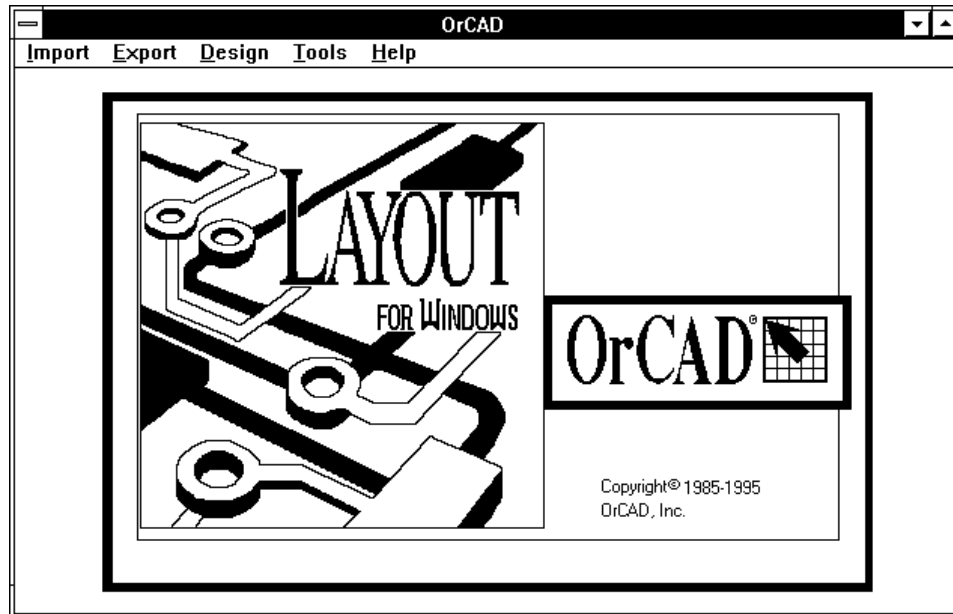 OrCAD
Import Export Design Tools Help
LAYOUT
FOR WINDOWS
OrCAD®
Copyright© 1985-1995
OrCAD, Inc.